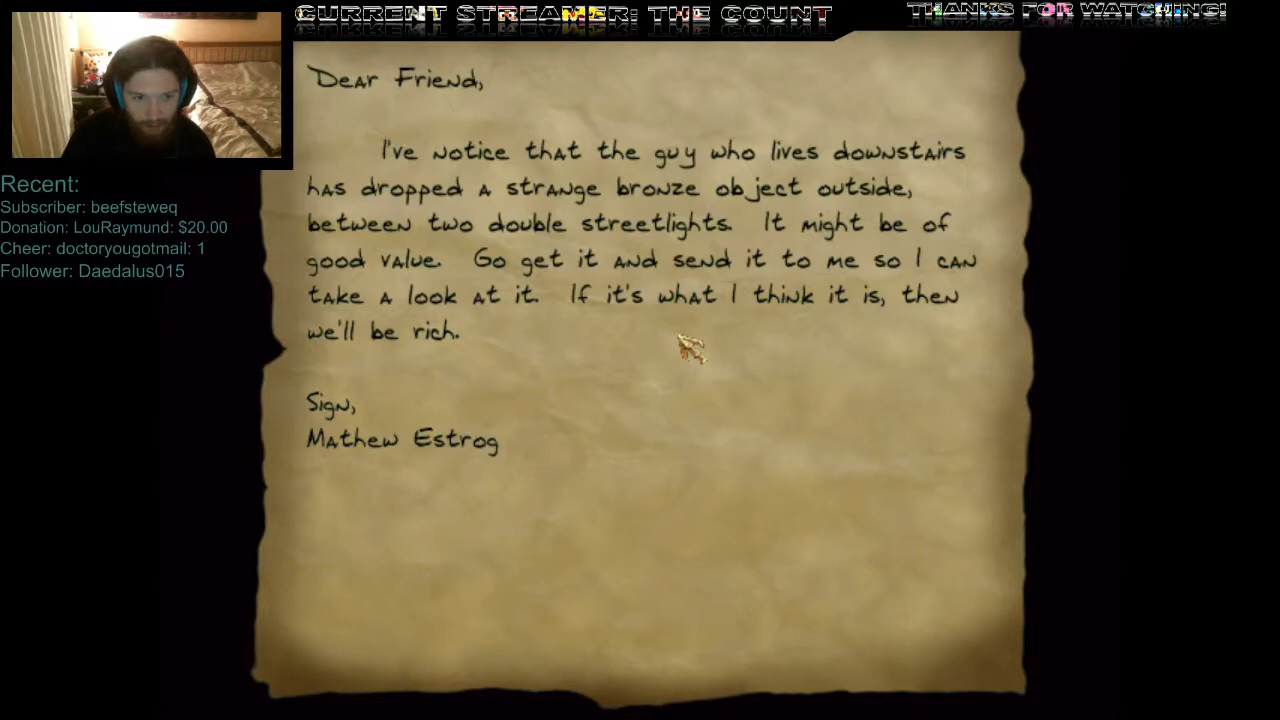 CURRENT STREAMER: THE COUNT
THANKS FOR WATCHING!
Recent:
Subscriber: beefsteweq
Donation: LouRaymund: $20.00
Cheer: doctoryougotmail: 1
Follower: Daedalus015
Dear Friend,
I've notice that the guy who lives downstairs
has dropped a strange bronze object outside,
between two double streetlights. It might be of
good value. Go get it and send it to me so I can
take a look at it. If it's what I think it is, then
we'll be rich.
Sign,
Mathew Estrog